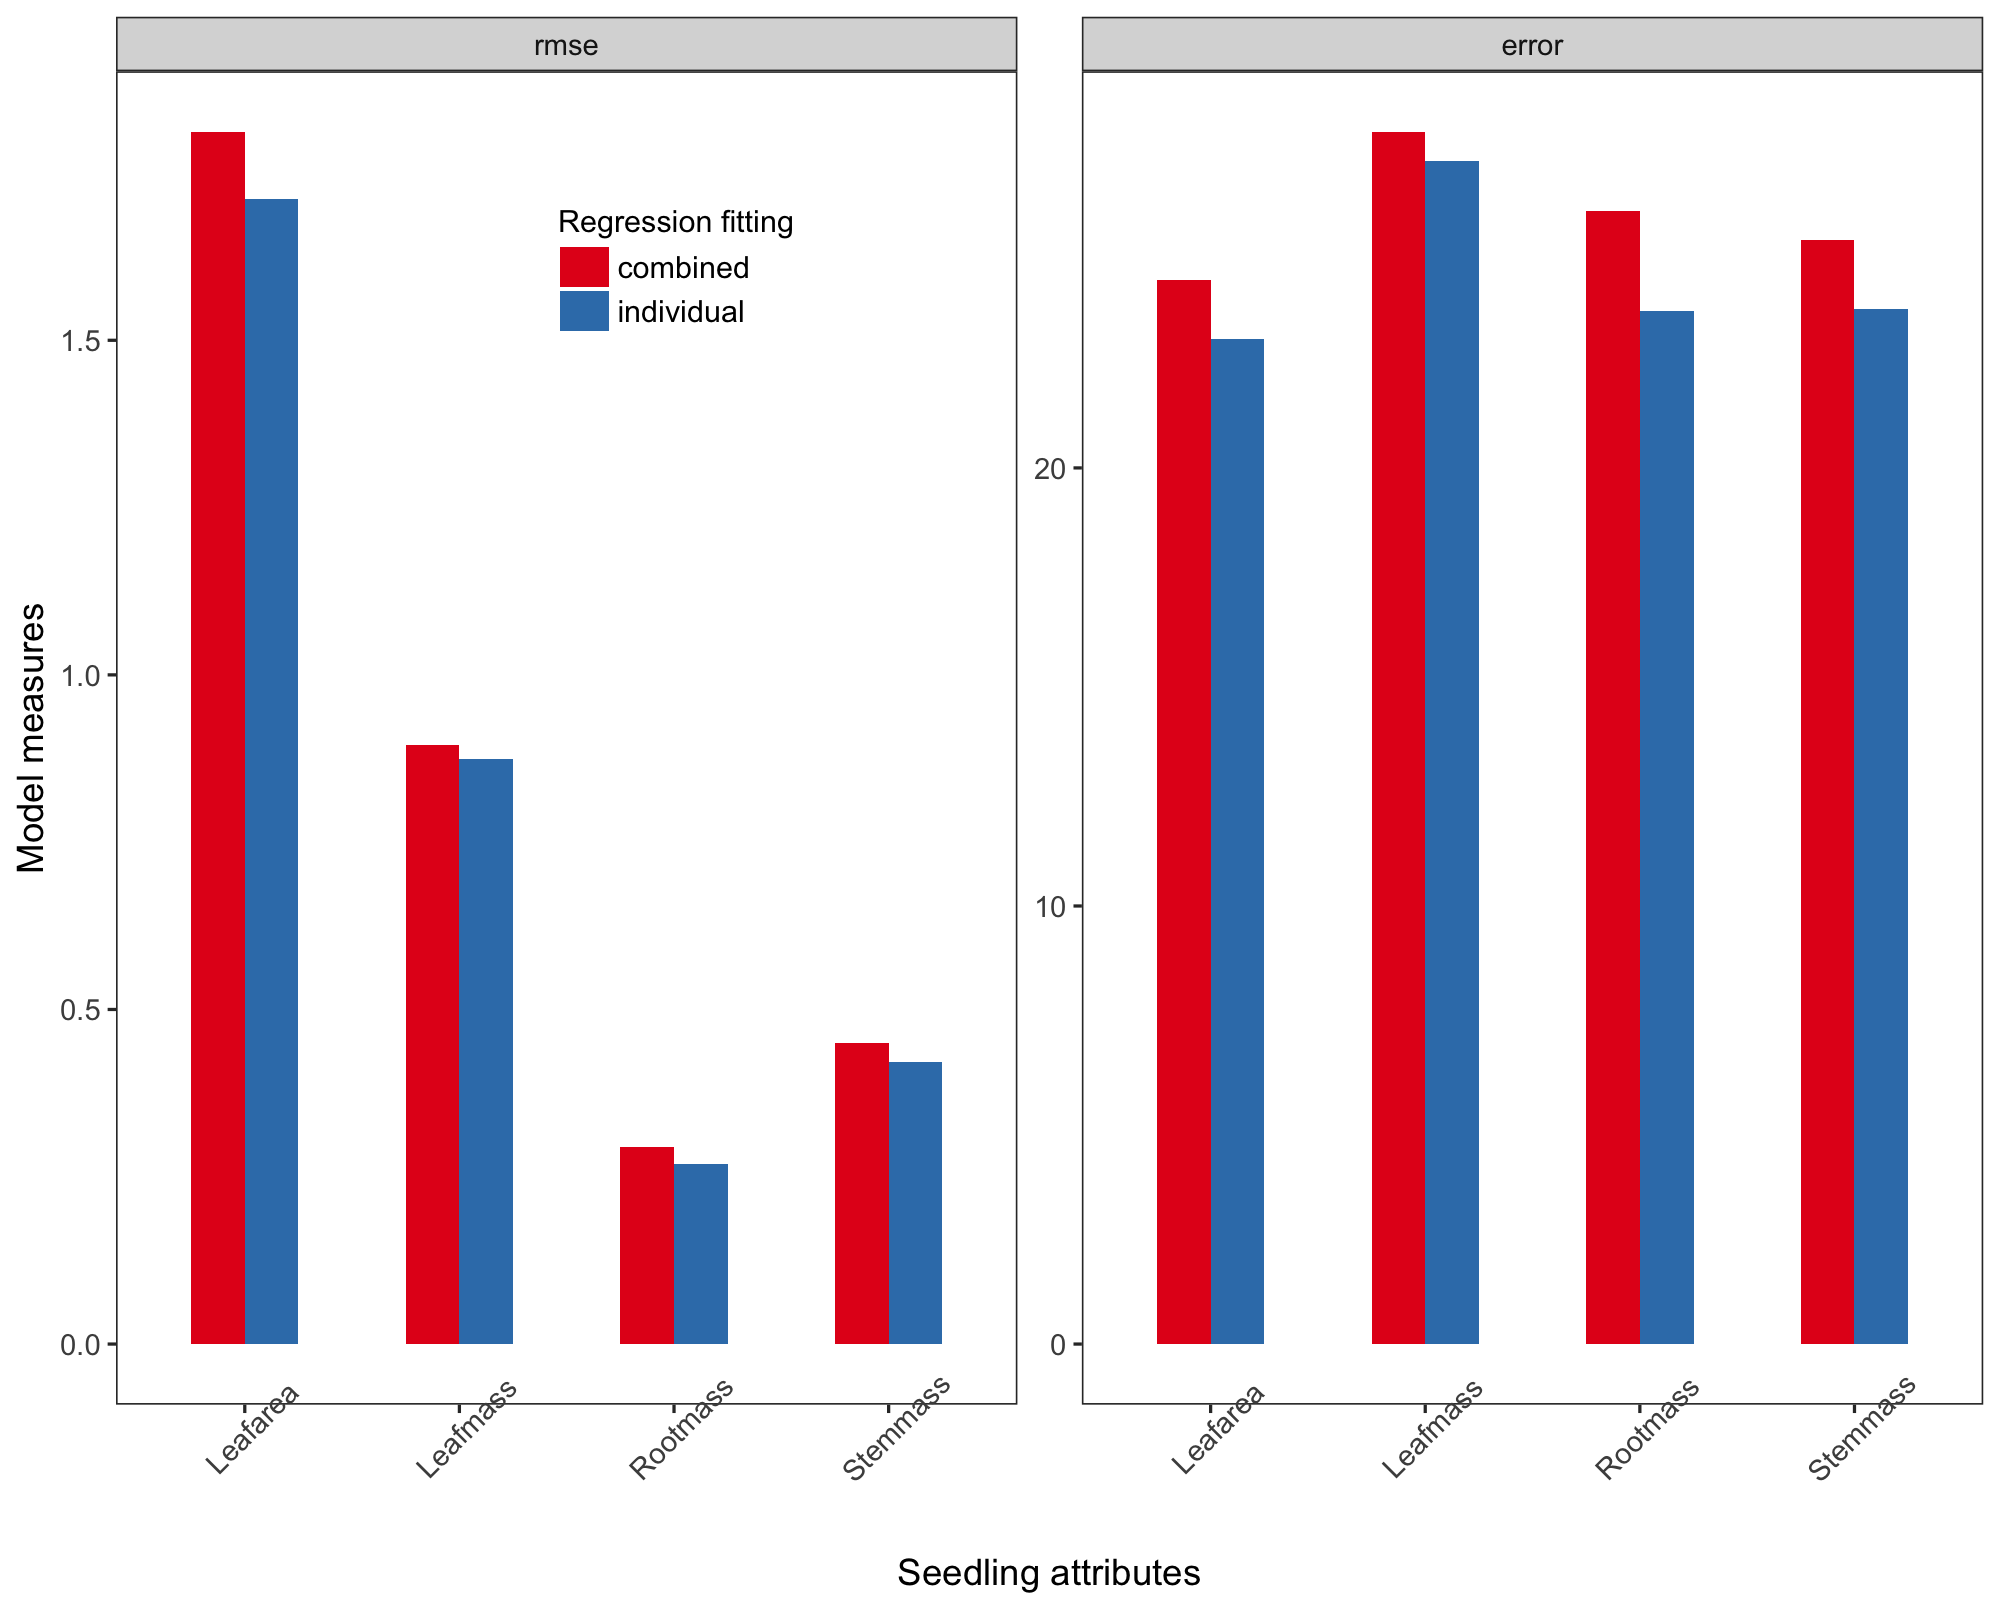 rmse
error
Regression fitting
combined
individual
Model measures
1.5
1.0
0.5
0.0
20
10
0
Leafarea
Leafmass
Rootmass
Stemmass
Leafarea
Leafmass
Rootmass
Stemmass
Seedling attributes